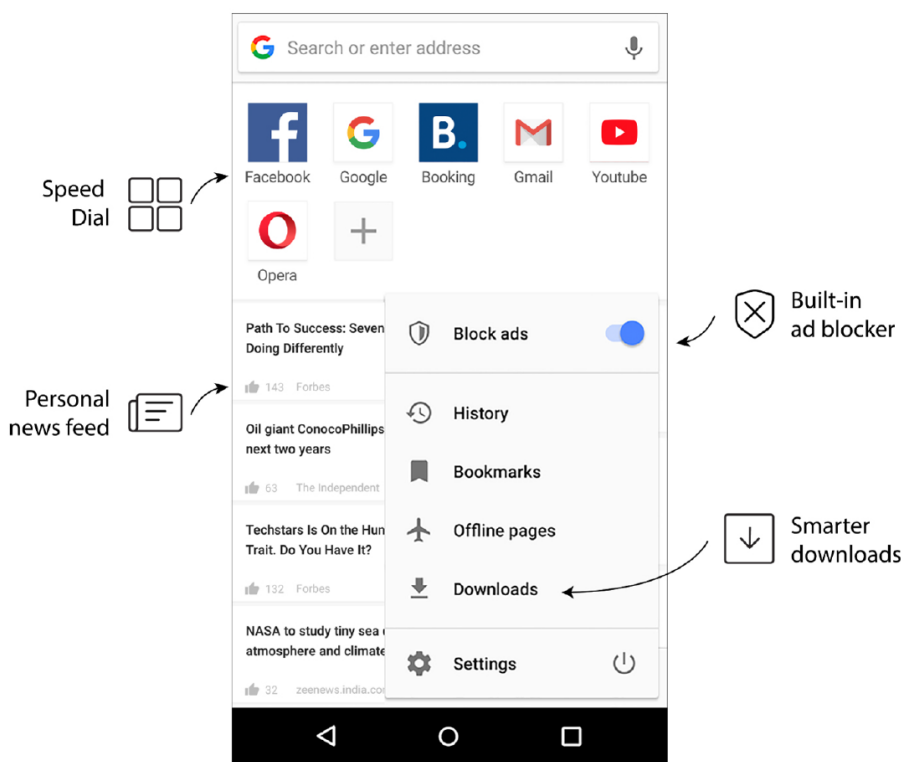 Search or enter address
Facebook
Google
Booking
Gmail
Youtube
Opera
Speed
Dial
Path To Success: Seven
Doing Differently
143 Forbes
Personal
news feed
Oil giant ConocoPhillips
next two years
63 The Independent
Techstars Is On the Hun
Trait. Do You Have It?
132 Forbes
NASA to study tiny sea
atmosphere and climate
32 zeenews.india.co
Block ads
History
Bookmarks
Offline pages
Downloads
Settings
Built-in
ad blocker
Smarter
downloads